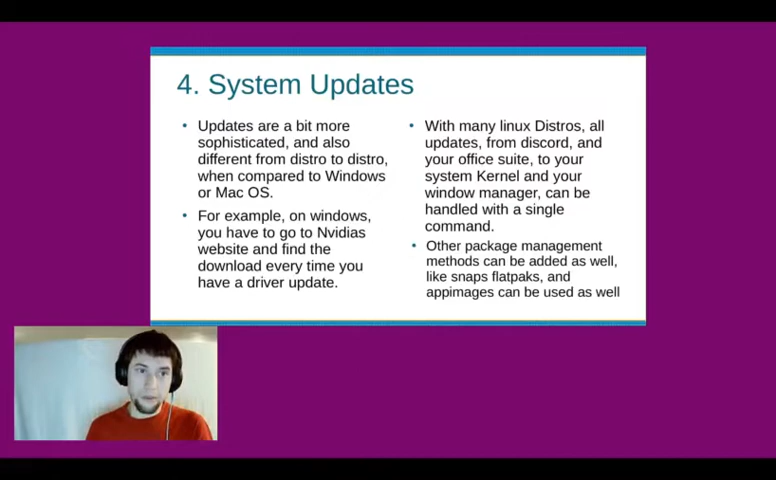 4. System Updates
• Updates are a bit more
sophisticated, and also
different from distro to distro,
when compared to Windows
or Mac OS.
• For example, on windows,
you have to go to Nvidias
website and find the
download every time you
have a driver update.
• With many linux Distros, all
updates, from discord, and
your office suite, to your
system Kernel and your
window manager, can be
handled with a single
command.
• Other package management
methods can be added as well,
like snaps flatpaks, and
appimages can be used as well